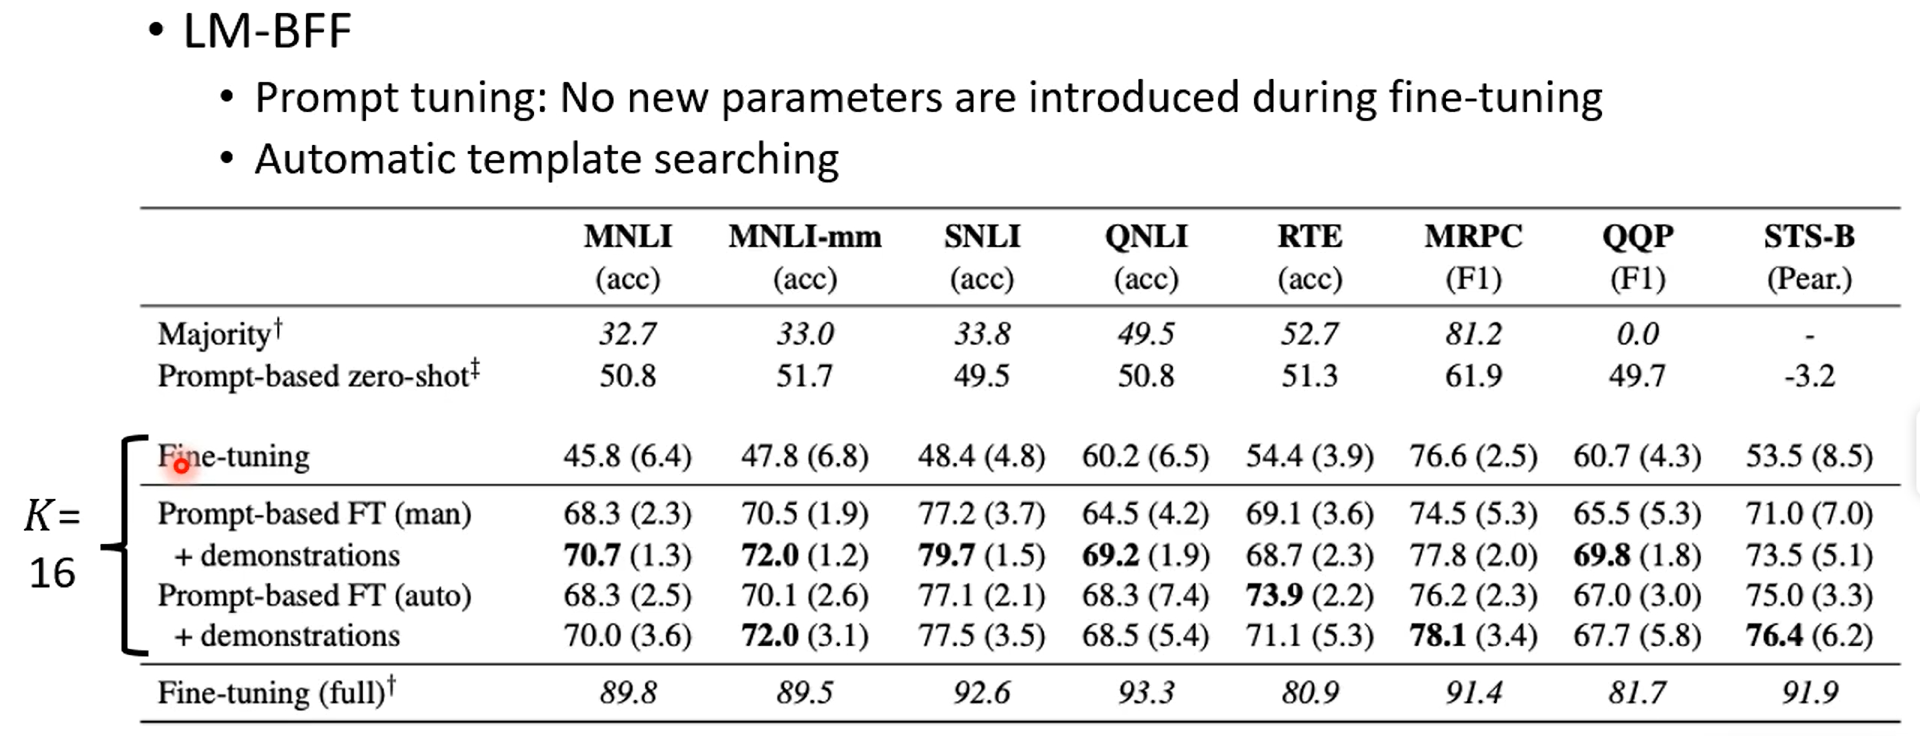 • LM-BFF
• Prompt tuning: No new parameters are introduced during fine-tuning
• Automatic template searching
MNLI MNLI-mm SNLI QNLI RTE MRPC QQP STS-B
(acc) (acc) (acc) (acc) (acc) (F1) (F1) (Pear.)
Majority† 32.7 33.0 33.8 49.5 52.7 81.2 0.0 -
Prompt-based zero-shot‡ 50.8 51.7 49.5 50.8 51.3 61.9 49.7 -3.2
Fine-tuning 45.8 (6.4) 47.8 (6.8) 48.4 (4.8) 60.2 (6.5) 54.4 (3.9) 76.6 (2.5) 60.7 (4.3) 53.5 (8.5)
K=
16
Prompt-based FT (man) 68.3 (2.3) 70.5 (1.9) 77.2 (3.7) 64.5 (4.2) 69.1 (3.6) 74.5 (5.3) 65.5 (5.3) 71.0 (7.0)
+ demonstrations 70.7 (1.3) 72.0 (1.2) 79.7 (1.5) 69.2 (1.9) 68.7 (2.3) 77.8 (2.0) 69.8 (1.8) 73.5 (5.1)
Prompt-based FT (auto) 68.3 (2.5) 70.1 (2.6) 77.1 (2.1) 68.3 (7.4) 73.9 (2.2) 76.2 (2.3) 67.0 (3.0) 75.0 (3.3)
+ demonstrations 70.0 (3.6) 72.0 (3.1) 77.5 (3.5) 68.5 (5.4) 71.1 (5.3) 78.1 (3.4) 67.7 (5.8) 76.4 (6.2)
Fine-tuning (full)† 89.8 89.5 92.6 93.3 80.9 91.4 81.7 91.9